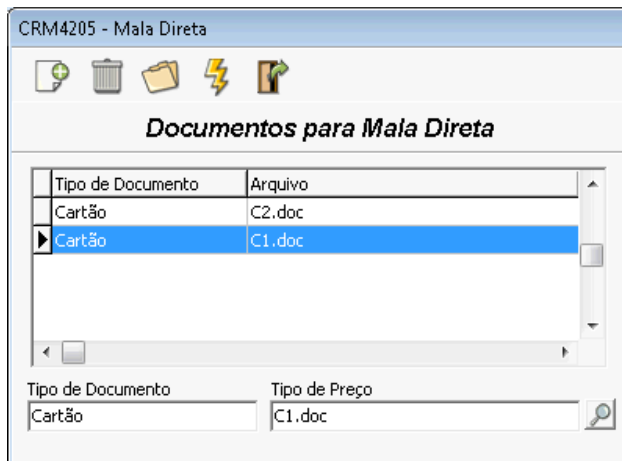 CRM4205 - Mala Direta
Documentos para Mala Direta
Tipo de Documento Arquivo
Cartão C2.doc
Cartão C1.doc
Tipo de Documento Tipo de Preço
Cartão C1.doc